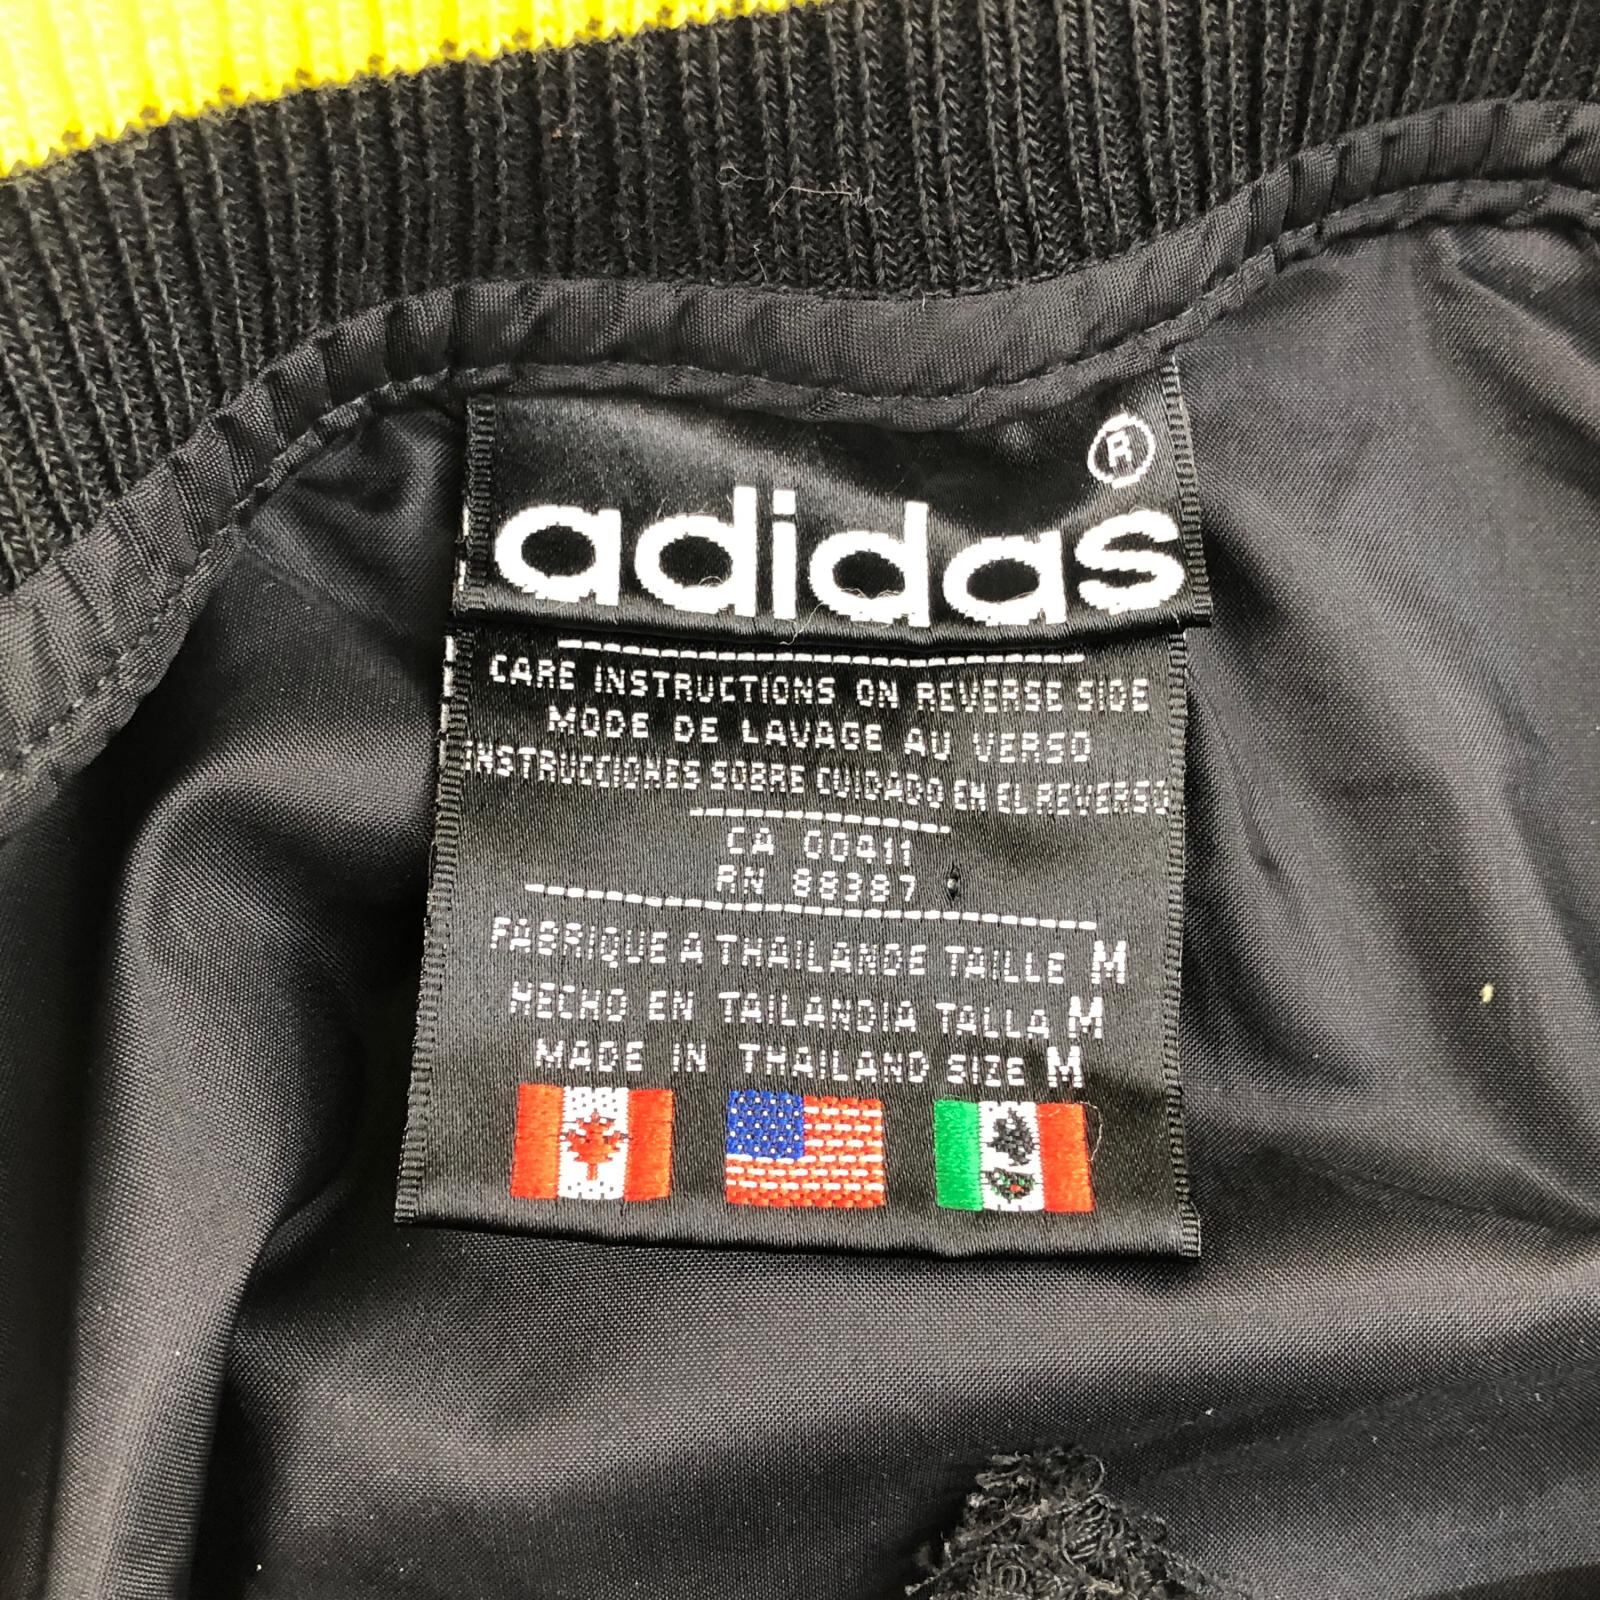 ®
adidas
CARE INSTRUCTIONS ON REVERSE SIDE
MODE DE LAVAGE AU VERSO
INSTRUCCIONES SOBRE CUIDADO EN EL REVERSO
CA 00411
RN 88387
FABRIQUE A THAILANDE TAILLE M
HECHO EN TAILANDIA TALLA M
MADE IN THAILAND SIZE M